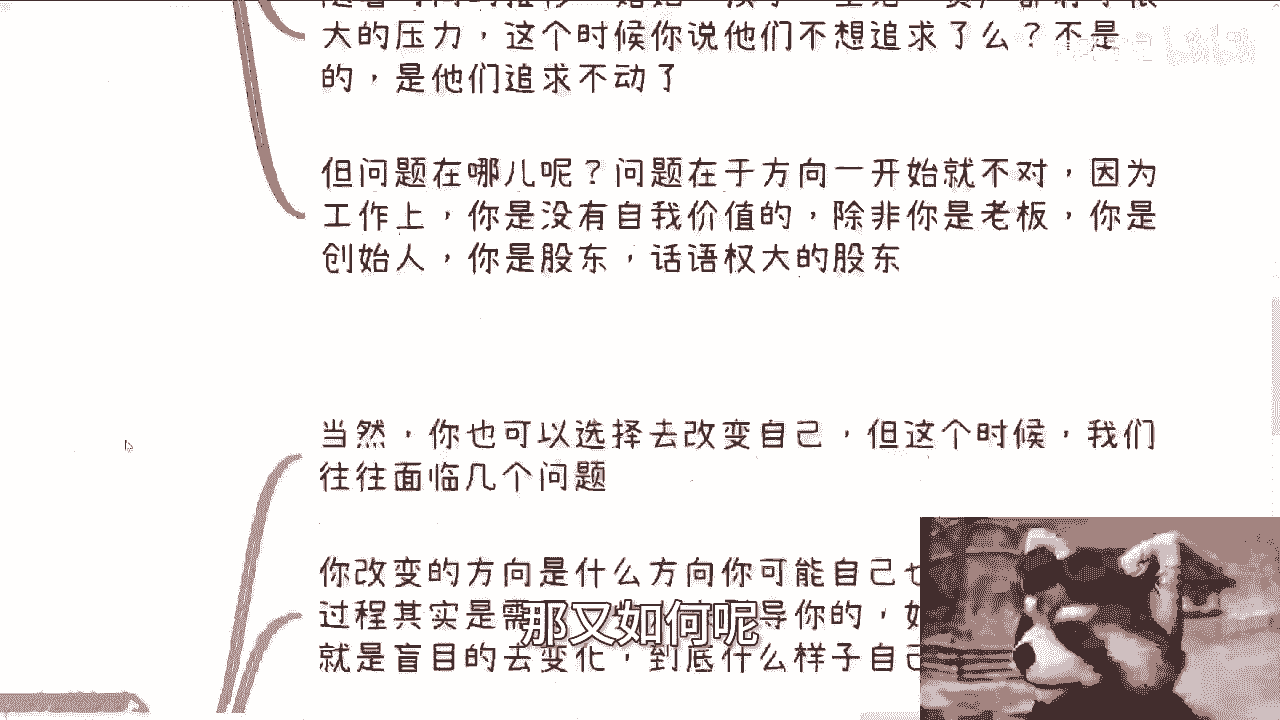 大的压力，这个时候你说他们不想追求了么？不是
的，是他们追求不动了
但问题在哪儿呢？问题在于方向一开始就不对，因为
工作上，你是没有自我价值的，除非你是老板，你是
创始人，你是股东，话语权大的股东
当然，你也可以选择去改变自己，但这个时候，我们
往往面临几个问题
你改变的方向是什么方向你可能自己
过程其实是需
导你的，
就是盲目的去变化，到底什么样子自己
那又如何呢